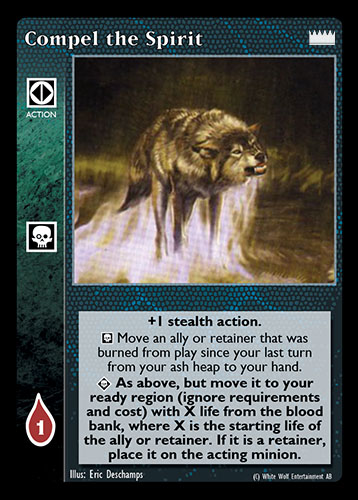 Compel the Spirit
ACTION
+1 stealth action.
Move an ally or retainer that was
burned from play since your last turn
from your ash heap to your hand.
As above, but move it to your
ready region (ignore requirements
and cost) with X life from the blood
bank, where X is the starting life of
the ally or retainer. If it is a retainer,
place it on the acting minion.
1
Illus: Eric Deschamps
(C) White Wolf Entertainment AB